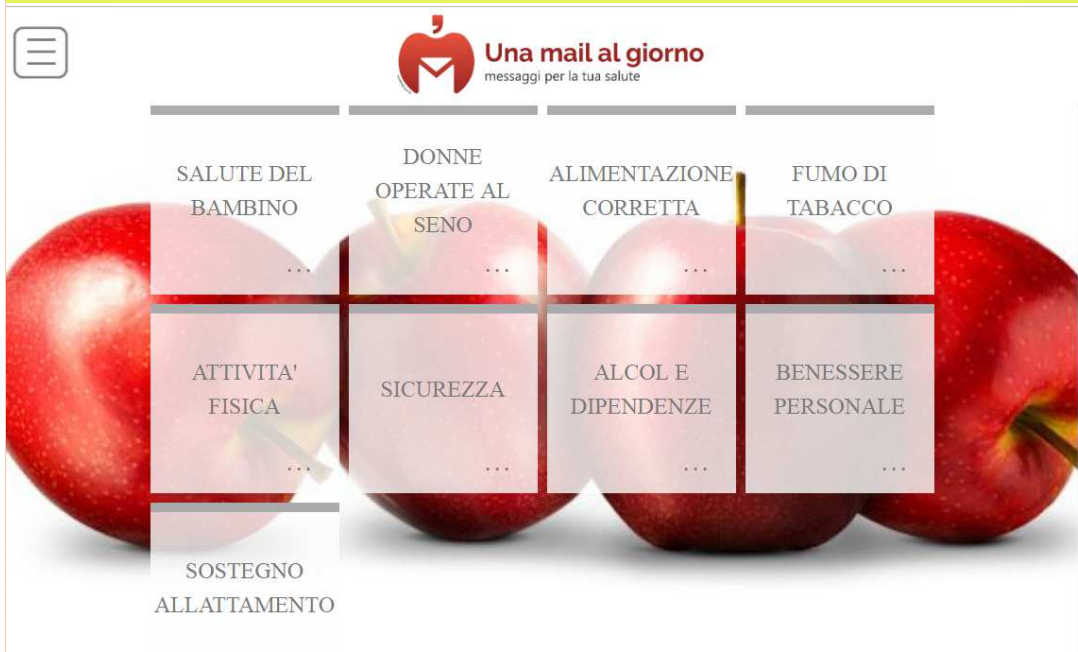 Una mail al giorno
messaggi per la tua salute
SALUTE DEL
BAMBINO
...
DONNE
OPERATE AL
SENO
...
ALIMENTAZIONE
CORRETTA
...
FUMO DI
TABACCO
...
ATTIVITA'
FISICA
...
SICUREZZA
...
ALCOL E
DIPENDENZE
...
BENESSERE
PERSONALE
...
SOSTEGNO
ALLATTAMENTO